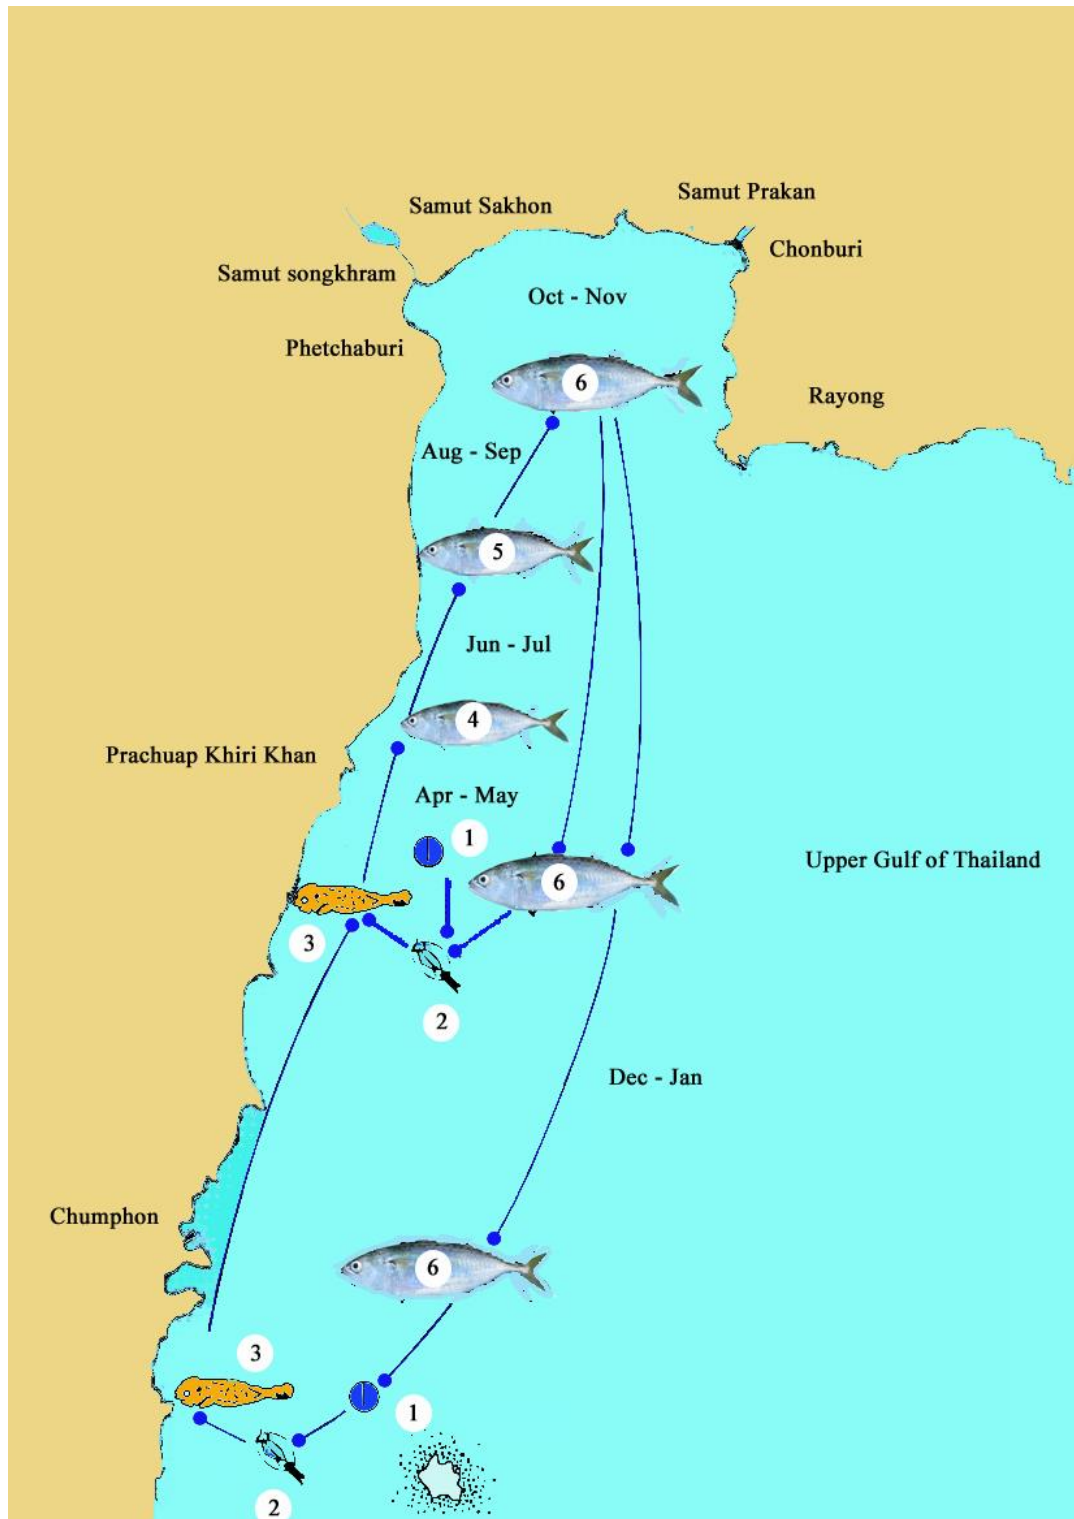 Samut Prakan
Samut Sakhon
Chonburi
Samut songkhram
Oct - Nov
Phetchaburi
6
Rayong
Aug - Sep
5
Jun - Jul
4
Prachuap Khiri Khan
Apr - May
1
Upper Gulf of Thailand
6
3
2
Dec - Jan
Chumphon
6
3
1
2